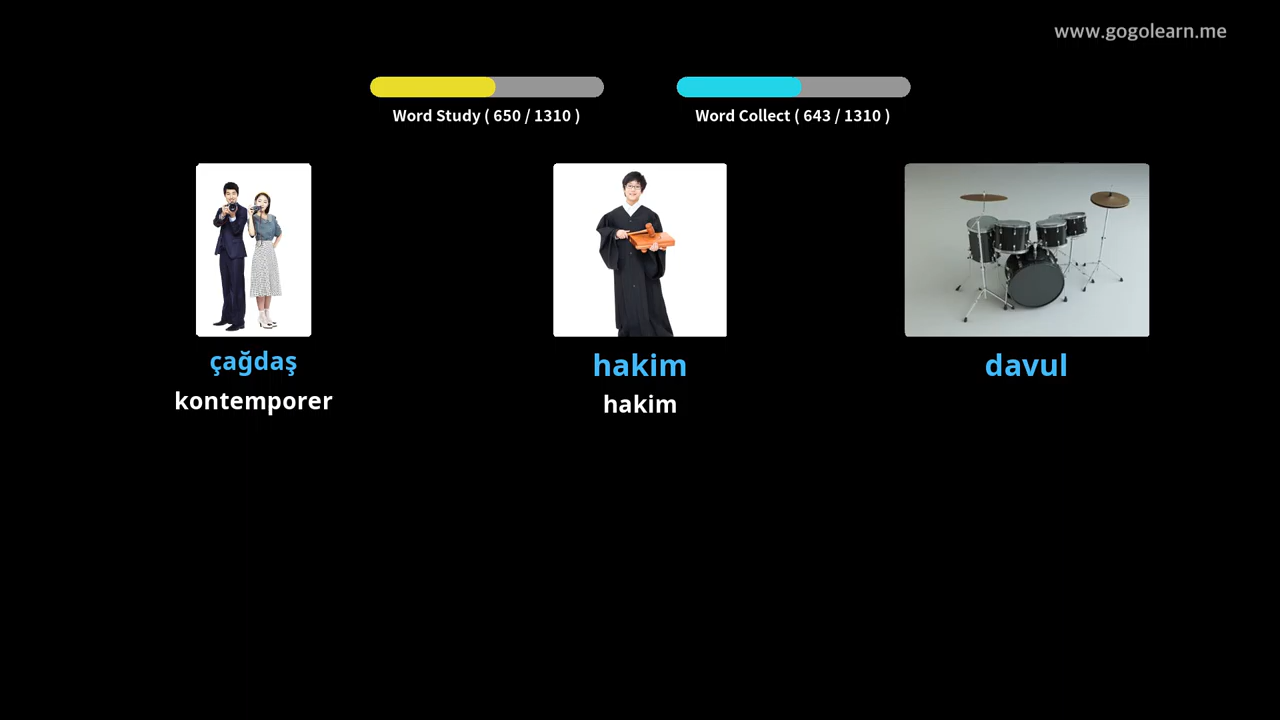 www.gogolearn.me
Word Study ( 650 / 1310 )
Word Collect ( 643 / 1310 )
çağdaş
kontemporer
hakim
hakim
davul